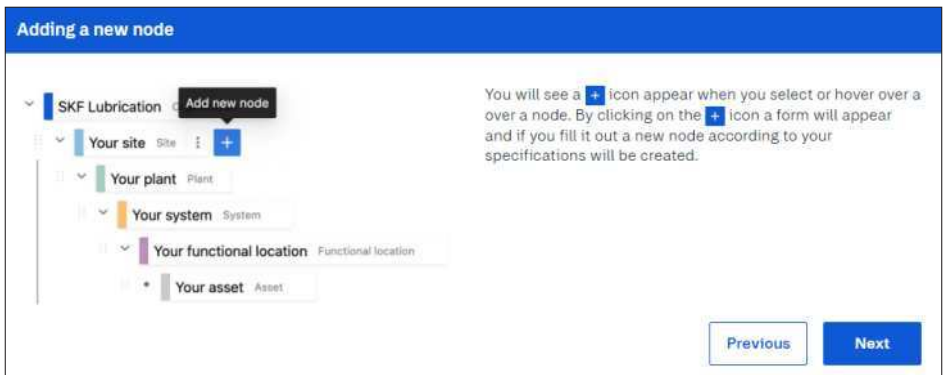 Adding a new node
SKF Lubrication
Add new node
Your site Site
Your plant Plant
Your system System
Your functional location Functional location
Your asset Asset
You will see a + icon appear when you select or hover over a
over a node. By clicking on the + icon a form will appear
and if you fill it out a new node according to your
specifications will be created.
Previous
Next